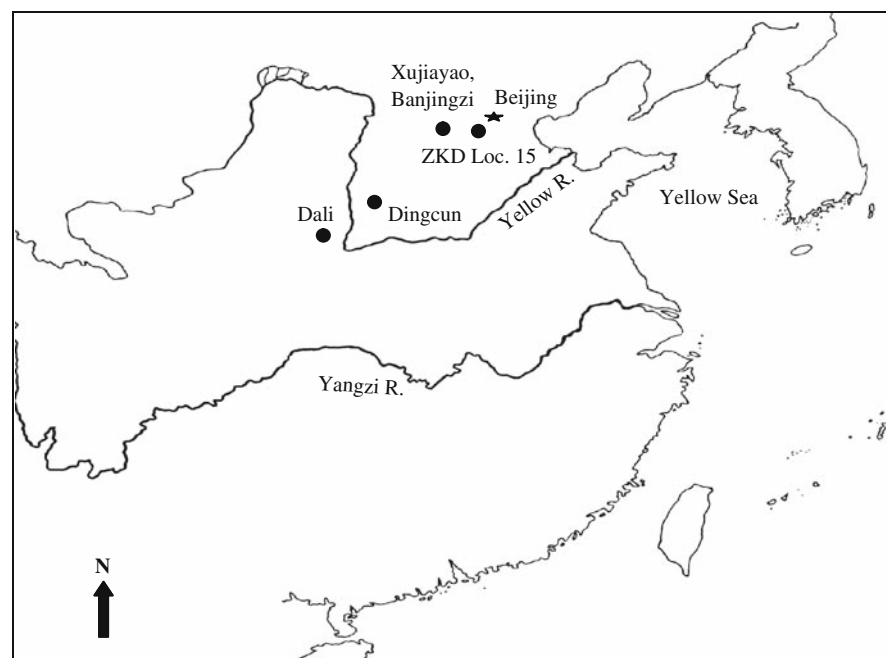 Xujiayao,
Banjingzi
Beijing
ZKD Loc. 15
Yellow R.
Yellow Sea
Dali
Dingcun
Yangzi R.
N